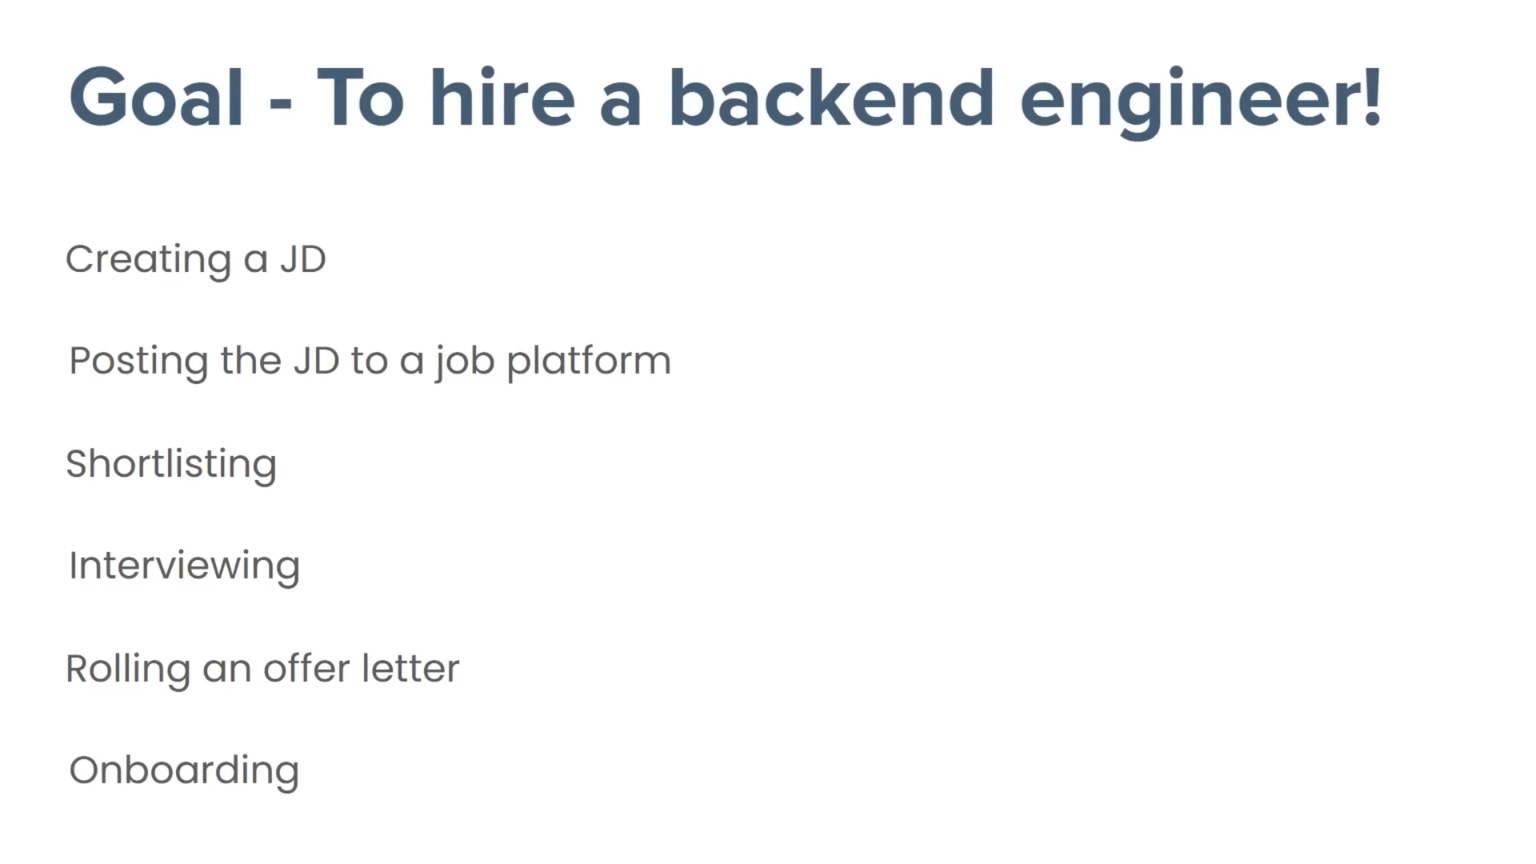 Goal - To hire a backend engineer!
Creating a JD
Posting the JD to a job platform
Shortlisting
Interviewing
Rolling an offer letter
Onboarding